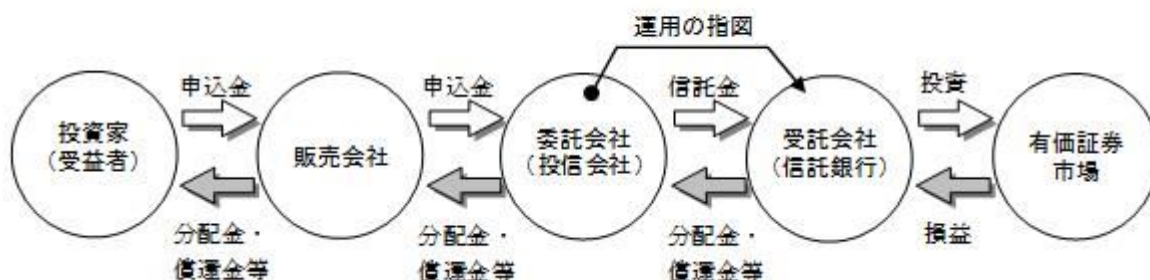 運用の指図
申込金
申込金
信託金
投資
投資家
(受益者)
販売会社
委託会社
(投信会社)
受託会社
(信託銀行)
有価証券
市場
分配金・
償還金等
分配金・
償還金等
分配金・
償還金等
損益